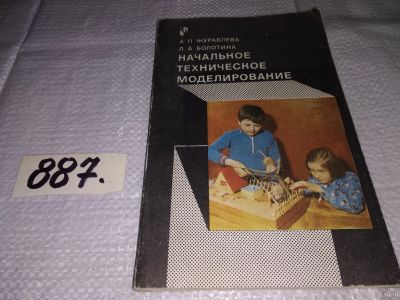 А П ЖУРАВЛЕВА
Л А БОЛОТИНА
НАЧАЛЬНОЕ
ТЕХНИЧЕСКОЕ
МОДЕЛИРОВАНИЕ
887.